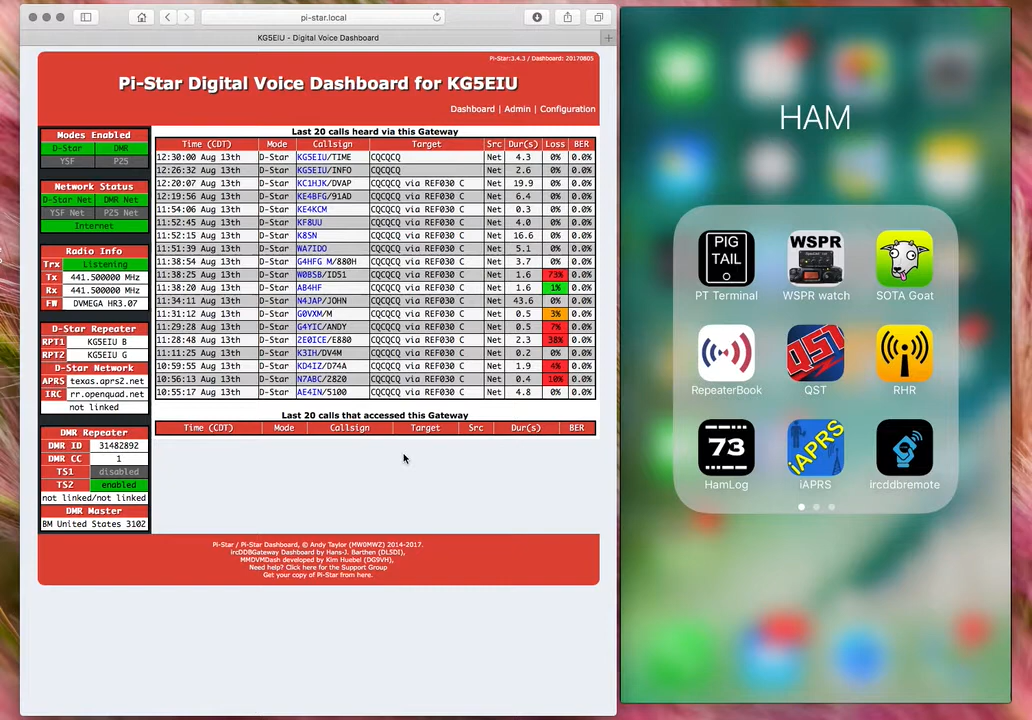 pi-star.local
KG5EIU - Digital Voice Dashboard
Pi-Star:3.4.3 / Dashboard: 20170805
Pi-Star Digital Voice Dashboard for KG5EIU
Dashboard | Admin | Configuration
Modes Enabled
D-Star DMR
YSF P25
Network Status
D-Star Net DMR Net
YSF Net P25 Net
Internet
Radio Info
Trx Listening
Tx 441.500000 MHz
Rx 441.500000 MHz
FW DVMEGA HR3.07
D-Star Repeater
RPT1 KG5EIU B
RPT2 KG5EIU G
D-Star Network
APRS texas.aprs2.net
IRC rr.openquad.net
not linked
DMR Repeater
DMR ID 31482892
DMR CC 1
TS1 disabled
TS2 enabled
not linked/not linked
DMR Master
BM United States 3102
Last 20 calls heard via this Gateway
Time (CDT) Mode Callsign Target Src Dur(s) Loss BER
12:30:00 Aug 13th D-Star KG5EIU/TIME CQCQCQ Net 4.3 0% 0.0%
12:26:32 Aug 13th D-Star KG5EIU/INFO CQCQCQ Net 2.6 0% 0.0%
12:20:07 Aug 13th D-Star KC1HJK/DVAP CQCQCQ via REF030 C Net 19.9 0% 0.0%
12:19:56 Aug 13th D-Star KE4BFG/91AD CQCQCQ via REF030 C Net 6.4 0% 0.0%
11:54:06 Aug 13th D-Star KE4KCM CQCQCQ via REF030 C Net 0.3 0% 0.0%
11:52:45 Aug 13th D-Star KF8UU CQCQCQ via REF030 C Net 4.0 0% 0.0%
11:52:15 Aug 13th D-Star K8SN CQCQCQ via REF030 C Net 16.6 0% 0.0%
11:51:39 Aug 13th D-Star WA7IDO CQCQCQ via REF030 C Net 5.1 0% 0.0%
11:38:54 Aug 13th D-Star G4HFG M/880H CQCQCQ via REF030 C Net 3.7 0% 0.0%
11:38:25 Aug 13th D-Star W0BSB/ID51 CQCQCQ via REF030 C Net 1.6 73% 0.0%
11:38:20 Aug 13th D-Star AB4HF CQCQCQ via REF030 C Net 1.6 1% 0.0%
11:34:11 Aug 13th D-Star N4JAP/JOHN CQCQCQ via REF030 C Net 43.6 0% 0.0%
11:31:12 Aug 13th D-Star G0VXM/M CQCQCQ via REF030 C Net 0.5 3% 0.0%
11:29:28 Aug 13th D-Star G4YIC/ANDY CQCQCQ via REF030 C Net 0.5 7% 0.0%
11:28:48 Aug 13th D-Star 2E0ICE/E880 CQCQCQ via REF030 C Net 2.3 38% 0.0%
11:11:25 Aug 13th D-Star K3IH/DV4M CQCQCQ via REF030 C Net 0.2 0% 0.0%
10:59:55 Aug 13th D-Star KD4IZ/D74A CQCQCQ via REF030 C Net 1.9 4% 0.0%
10:56:13 Aug 13th D-Star N7ABC/2820 CQCQCQ via REF030 C Net 0.4 10% 0.0%
10:55:17 Aug 13th D-Star AE4IN/5100 CQCQCQ via REF030 C Net 4.8 0% 0.0%
Last 20 calls that accessed this Gateway
Time (CDT) Mode Callsign Target Src Dur(s) BER
Pi-Star / Pi-Star Dashboard, © Andy Taylor (MW0MWZ) 2014-2017.
ircDDBGateway Dashboard by Hans-J. Barthen (DL5DI),
MMDVMDash developed by Kim Huebel (DG9VH),
Need help? Click here for the Support Group
Get your copy of Pi-Star from here.
HAM
PIG
TAIL
PT Terminal
WSPR
WSPR watch
SOTA Goat
RepeaterBook
QST
QST
RHR
73
HamLog
iAPRS
iAPRS
ircddbremote